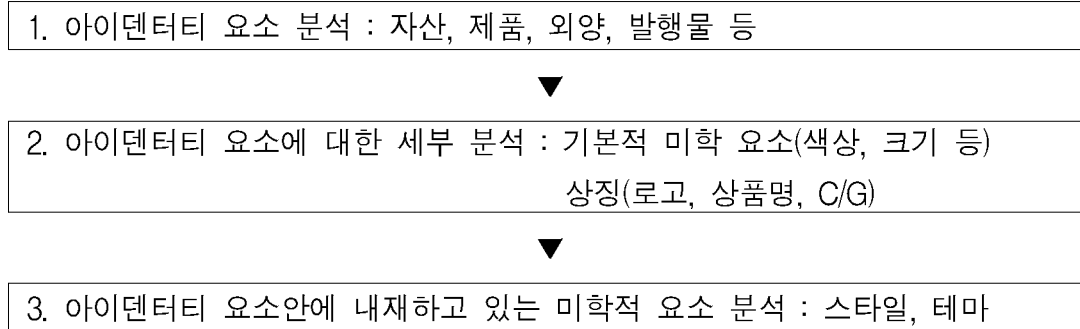 1. 아이덴터티 요소 분석 : 자산, 제품, 외양, 발행물 등
▼
2. 아이덴터티 요소에 대한 세부 분석 : 기본적 미학 요소(색상, 크기 등)
상징(로고, 상품명, C/G)
▼
3. 아이덴터티 요소안에 내재하고 있는 미학적 요소 분석 : 스타일, 테마